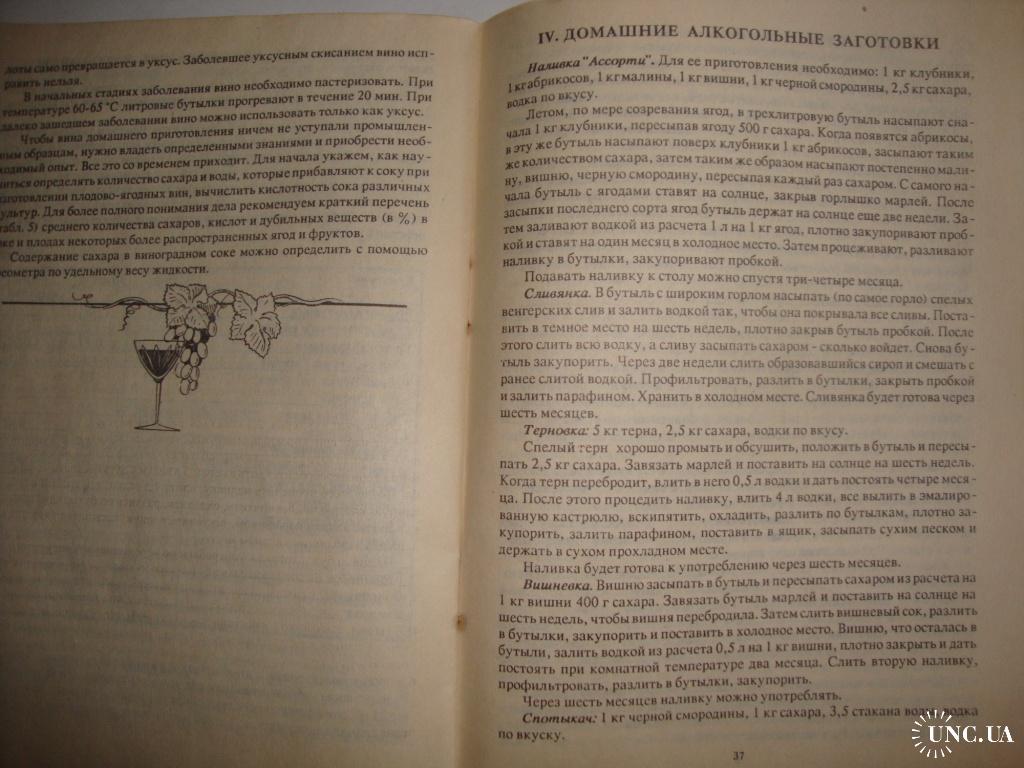 лоты само превращается в уксус. Заболевшее уксусным скисанием вино исп-
равить нельзя.
В начальных стадиях заболевания вино необходимо пастеризовать. При
температуре 60-65 °С литровые бутылки прогревают в течение 20 мин. При
далеко зашедшем заболевании вино можно использовать только как уксус.
Чтобы вина домашнего приготовления ничем не уступали промышлен-
ным образцам, нужно владеть определенными знаниями и приобрести необ-
ходимый опыт. Все это со временем приходит. Для начала укажем, как нау-
читься определять количество сахара и воды, которые прибавляют к соку при
изготовлении плодово-ягодных вин, вычислить кислотность сока различных
культур. Для более полного понимания дела рекомендуем краткий перечень
(табл. 5) среднего количества сахаров, кислот и дубильных веществ (в %) в
соке и плодах некоторых более распространенных ягод и фруктов.
Содержание сахара в виноградном соке можно определить с помощью
ареометра по удельному весу жидкости.
IV. ДОМАШНИЕ АЛКОГОЛЬНЫЕ ЗАГОТОВКИ
Наливка "Ассорти". Для ее приготовления необходимо: 1 кг клубники,
1 кг абрикосов, 1 кг малины, 1 кг вишни, 1 кг черной смородины, 2,5 кг сахара,
водка по вкусу.
Летом, по мере созревания ягод, в трехлитровую бутыль насыпают сна-
чала 1 кг клубники, пересыпав ягоду 500 г сахара. Когда появятся абрикосы,
в эту же бутыль насыпают поверх клубники 1 кг абрикосов, засыпают таким
же количеством сахара, затем таким же образом насыпают постепенно мали-
ну, вишню, черную смородину, пересыпая каждый раз сахаром. С самого на-
чала бутыль с ягодами ставят на солнце, закрыв горлышко марлей. После
засыпки последнего сорта ягод бутыль держат на солнце еще две недели. За-
тем заливают водкой из расчета 1 л на 1 кг ягод, плотно закупоривают проб-
кой и ставят на один месяц в холодное место. Затем процеживают, разливают
наливку в бутылки, закупоривают пробкой.
Подавать наливку к столу можно спустя три-четыре месяца.
Сливянка. В бутыль с широким горлом насыпать (по самое горло) спелых
венгерских слив и залить водкой так, чтобы она покрывала все сливы. Поста-
вить в темное место на шесть недель, плотно закрыв бутыль пробкой. После
этого слить всю водку, а сливу засыпать сахаром - сколько войдет. Снова бу-
тыль закупорить. Через две недели слить образовавшийся сироп и смешать с
ранее слитой водкой. Профильтровать, разлить в бутылки, закрыть пробкой
и залить парафином. Хранить в холодном месте. Сливянка будет готова через
шесть месяцев.
Терновка: 5 кг терна, 2,5 кг сахара, водки по вкусу.
Спелый терн хорошо промыть и обсушить, положить в бутыль и пересы-
пать 2,5 кг сахара. Завязать марлей и поставить на солнце на шесть недель.
Когда терн перебродит, влить в него 0,5 л водки и дать постоять четыре меся-
ца. После этого процедить наливку, влить 4 л водки, все вылить в эмалиро-
ванную кастрюлю, вскипятить, охладить, разлить по бутылкам, плотно за-
купорить, залить парафином, поставить в ящик, засыпать сухим песком и
держать в сухом прохладном месте.
Наливка будет готова к употреблению через шесть месяцев.
Вишневка. Вишню засыпать в бутыль и пересыпать сахаром из расчета на
1 кг вишни 400 г сахара. Завязать бутыль марлей и поставить на солнце на
шесть недель, чтобы вишня перебродила. Затем слить вишневый сок, разлить
в бутылки, закупорить и поставить в холодное место. Вишню, что осталась в
бутыли, залить водкой из расчета 0,5 л на 1 кг вишни, плотно закрыть и дать
постоять при комнатной температуре два месяца. Слить вторую наливку,
профильтровать, разлить в бутылки, закупорить.
Через шесть месяцев наливку можно употреблять.
Спотыкач: 1 кг черной смородины, 1 кг сахара, 3,5 стакана воды, водка
по вкуску.
37
UNC.UA